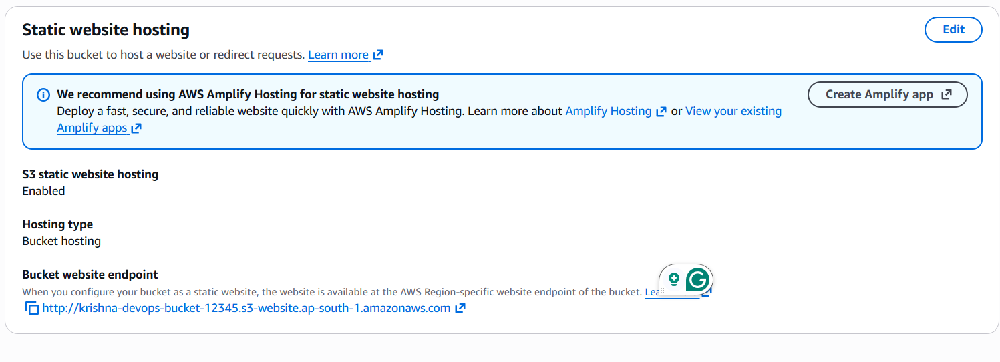 Static website hosting
Edit
Use this bucket to host a website or redirect requests. Learn more
We recommend using AWS Amplify Hosting for static website hosting
Create Amplify app
Deploy a fast, secure, and reliable website quickly with AWS Amplify Hosting. Learn more about Amplify Hosting or View your existing
Amplify apps
S3 static website hosting
Enabled
Hosting type
Bucket hosting
Bucket website endpoint
When you configure your bucket as a static website, the website is available at the AWS Region-specific website endpoint of the bucket.
http://krishna-devops-bucket-12345.s3-website.ap-south-1.amazonaws.com